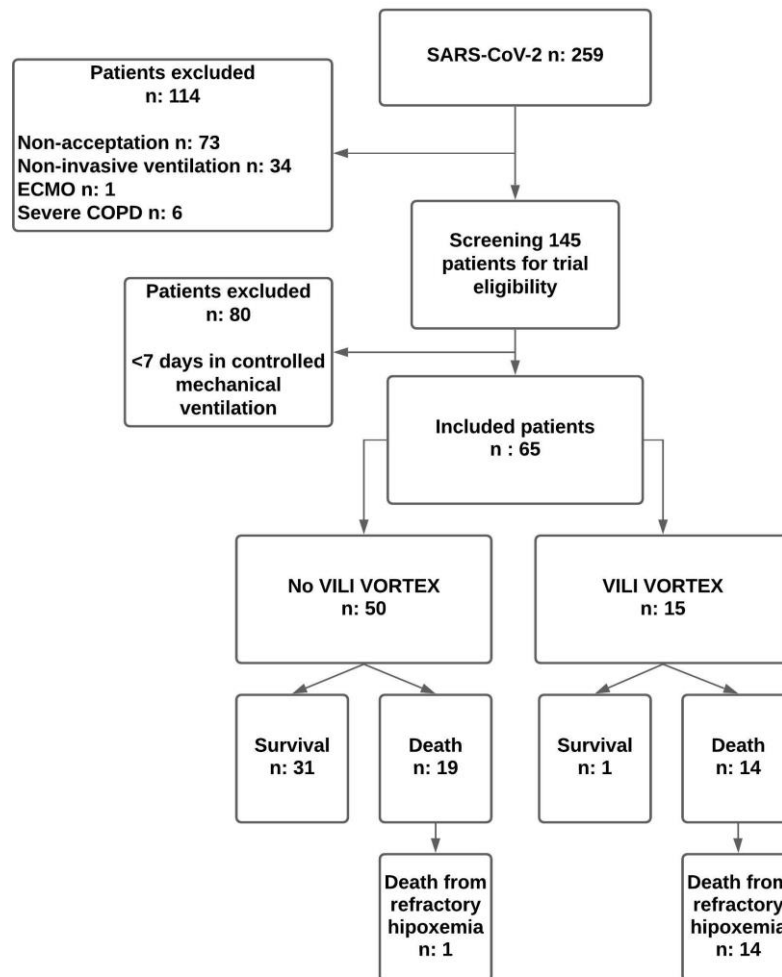 SARS-CoV-2 n: 259
Patients excluded
n: 114
Non-acceptation n: 73
Non-invasive ventilation n: 34
ECMO n: 1
Severe COPD n: 6
Screening 145
patients for trial
eligibility
Patients excluded
n: 80
<7 days in controlled
mechanical
ventilation
Included patients
n : 65
No VILI VORTEX
n: 50
VILI VORTEX
n: 15
Survival
n: 31
Death
n: 19
Survival
n: 1
Death
n: 14
Death from
refractory
hipoxemia
n: 1
Death from
refractory
hipoxemia
n: 14